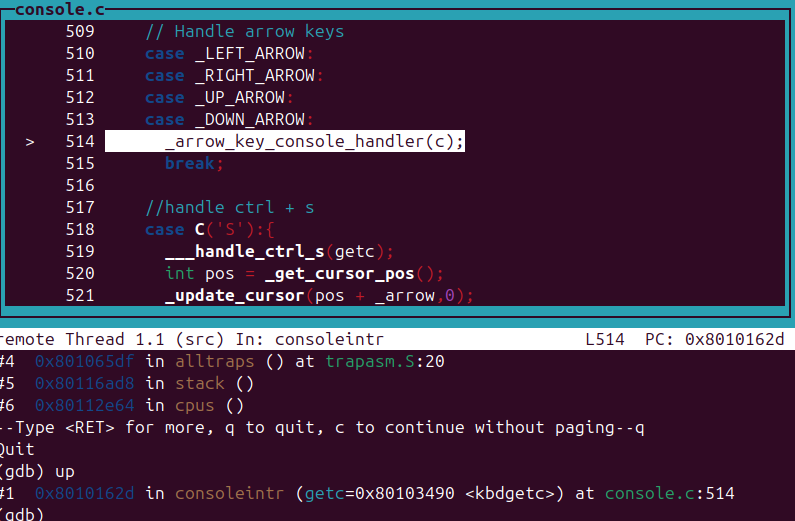 console.c
509 // Handle arrow keys
510 case _LEFT_ARROW:
511 case _RIGHT_ARROW:
512 case _UP_ARROW:
513 case _DOWN_ARROW:
> 514 _arrow_key_console_handler(c);
515 break;
516
517 //handle ctrl + s
518 case C('S'):{
519 ___handle_ctrl_s(getc);
520 int pos = _get_cursor_pos();
521 _update_cursor(pos + _arrow,0);
remote Thread 1.1 (src) In: consoleintr L514 PC: 0x8010162d
#4 0x801065df in alltraps () at trapasm.S:20
#5 0x80116ad8 in stack ()
#6 0x80112e64 in cpus ()
--Type <RET> for more, q to quit, c to continue without paging--q
Quit
(gdb) up
#1 0x8010162d in consoleintr (getc=0x80103490 <kbdgetc>) at console.c:514
(gdb)